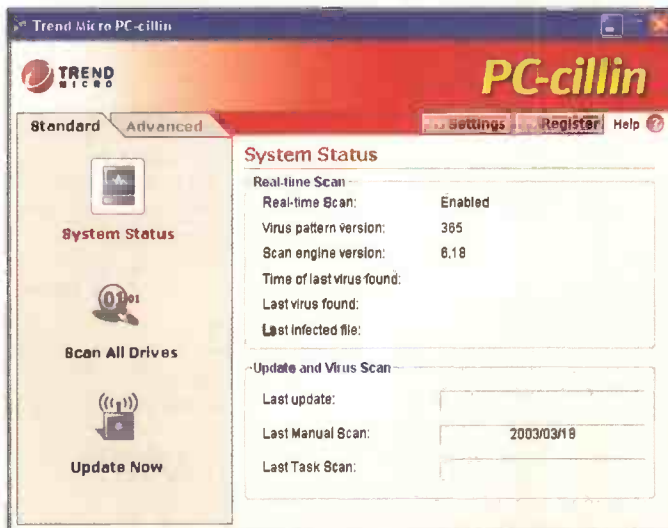 Trend Micro PC-cillin
TREND
MICRO
PC-cillin
Standard
Advanced
Settings
Register
Help
System Status
Scan All Drives
Update Now
System Status
Real-time Scan
Real-time Scan: Enabled
Virus pattern version: 365
Scan engine version: 6.18
Time of last virus found:
Last virus found:
Last infected file:
Update and Virus Scan
Last update:
Last Manual Scan: 2003/03/18
Last Task Scan: